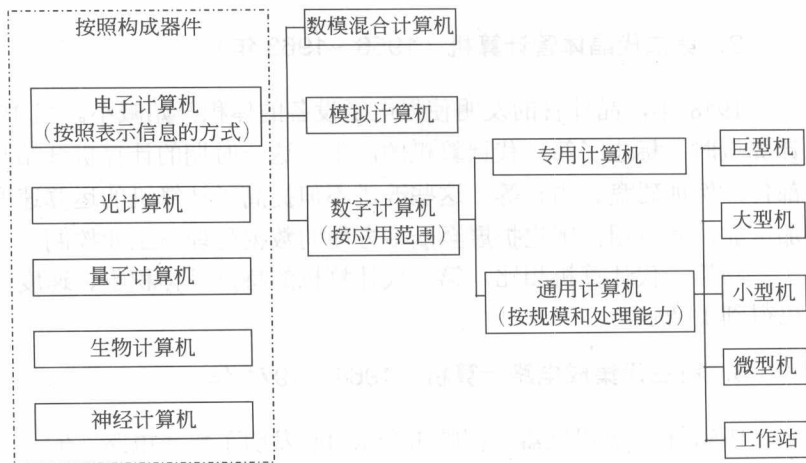 按照构成器件
电子计算机
(按照表示信息的方式)
光计算机
量子计算机
生物计算机
神经计算机
数模混合计算机
模拟计算机
数字计算机
(按应用范围)
专用计算机
通用计算机
(按规模和处理能力)
巨型机
大型机
小型机
微型机
工作站